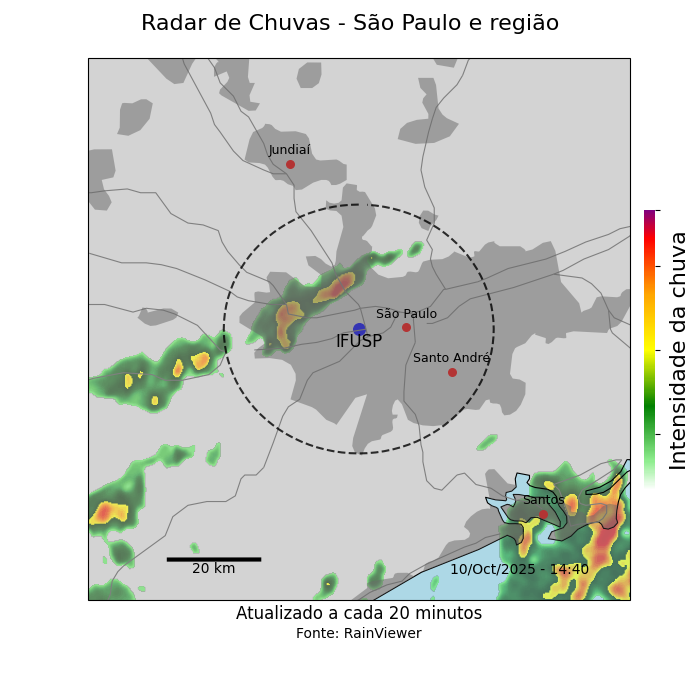 Radar de Chuvas - São Paulo e região
Jundiaí
São Paulo
IFUSP
Santo André
Santos
20 km
10/Oct/2025 - 14:40
Intensidade da chuva
Atualizado a cada 20 minutos
Fonte: RainViewer